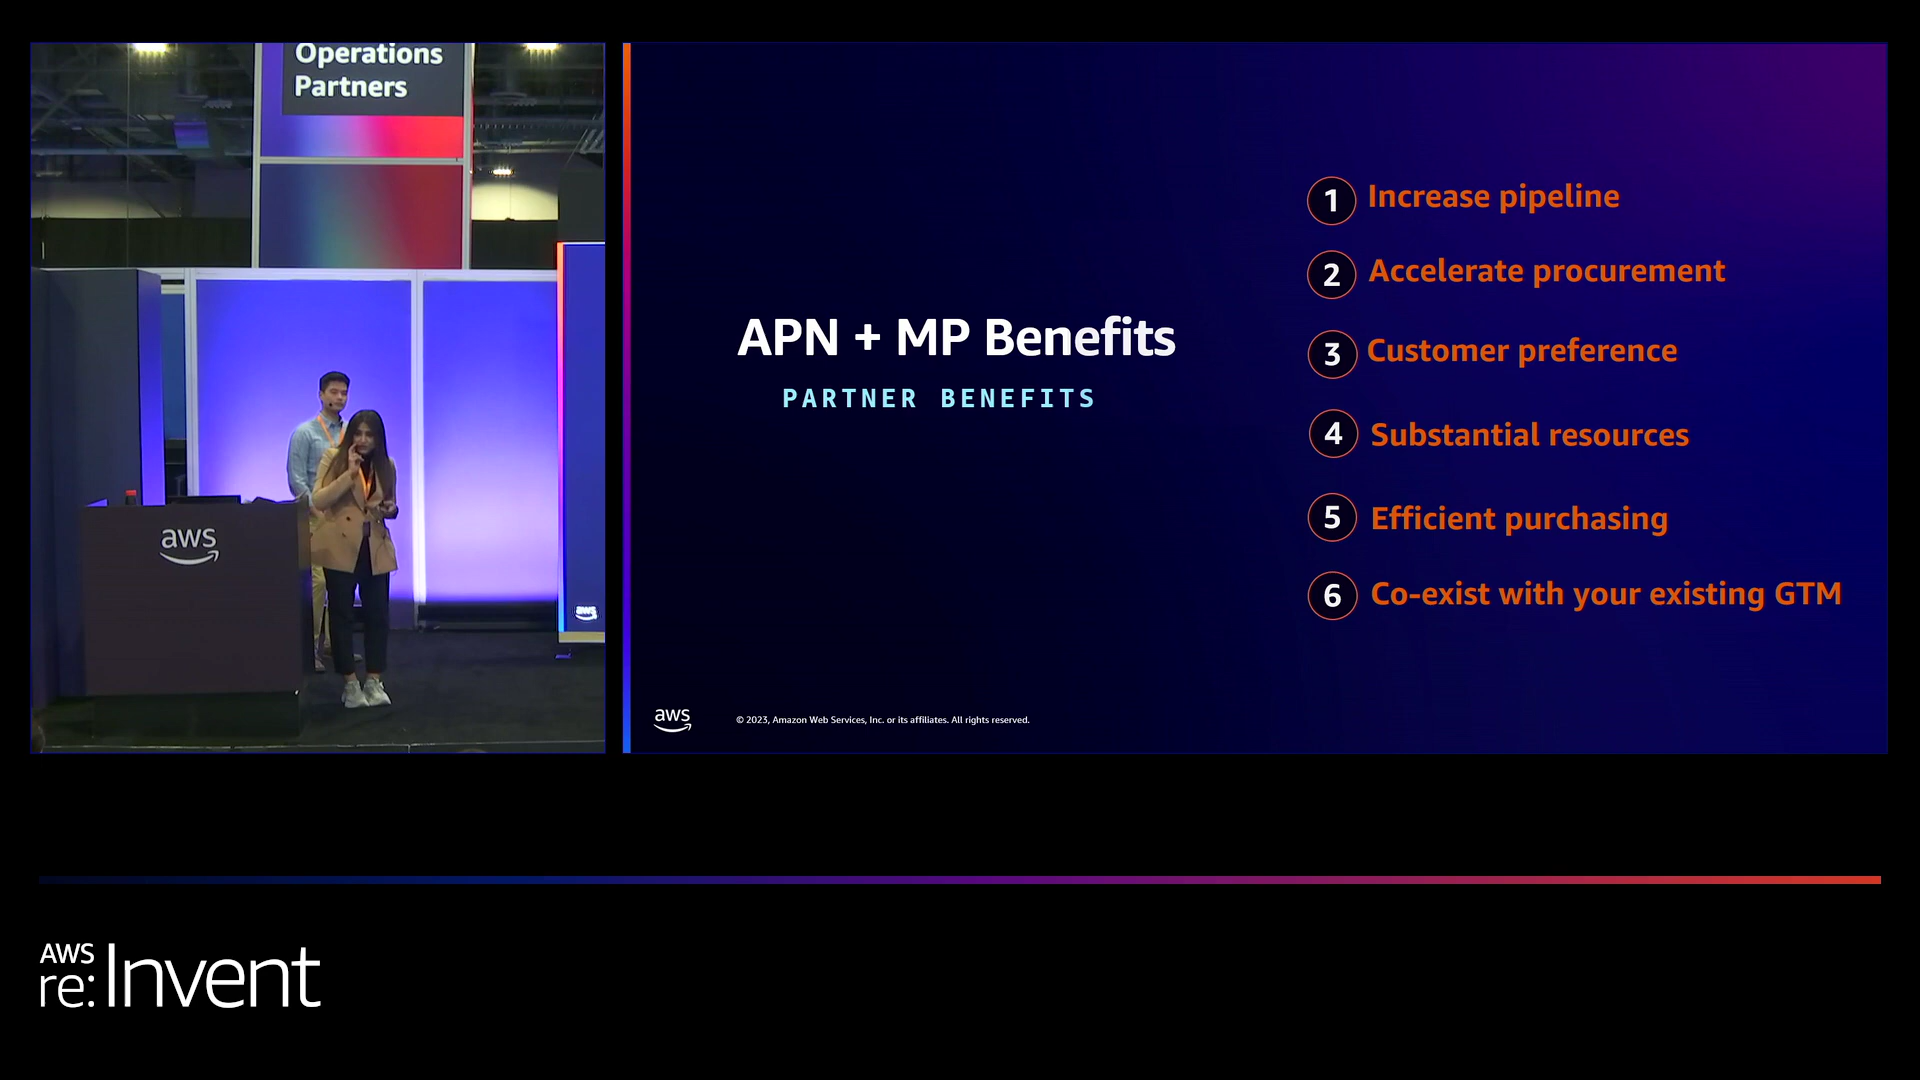 Operations
Partners
aws
aws
APN + MP Benefits
PARTNER BENEFITS
1 Increase pipeline
2 Accelerate procurement
3 Customer preference
4 Substantial resources
5 Efficient purchasing
6 Co-exist with your existing GTM
aws
© 2023, Amazon Web Services, Inc. or its affiliates. All rights reserved.
AWS
re:Invent